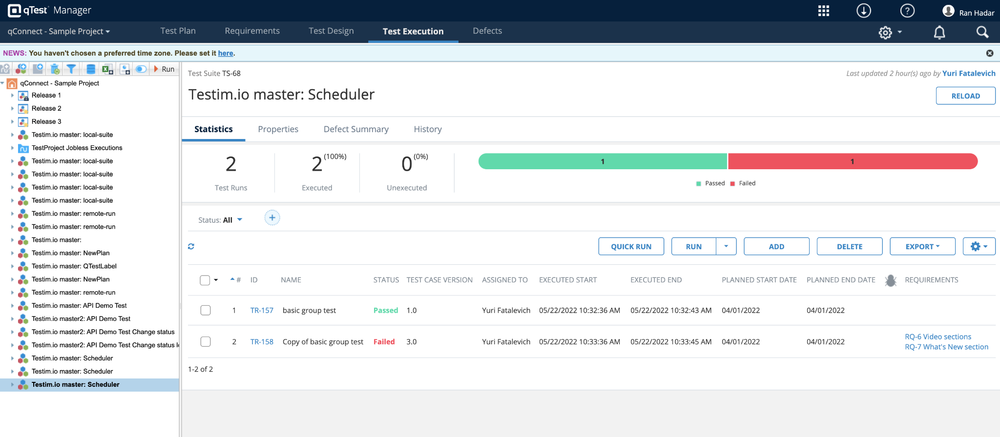 qTest Manager
Ran Hadar
qConnect - Sample Project
Test Plan
Requirements
Test Design
Test Execution
Defects
NEWS: You haven't chosen a preferred time zone. Please set it here.
Run
qConnect - Sample Project
Release 1
Release 2
Release 3
Testim.io master: local-suite
TestProject Jobless Executions
Testim.io master: local-suite
Testim.io master: local-suite
Testim.io master: local-suite
Testim.io master: local-suite
Testim.io master: remote-run
Testim.io master: remote-run
Testim.io master:
Testim.io master: NewPlan
Testim.io master: QTestLabel
Testim.io master: NewPlan
Testim.io master: remote-run
Testim.io master: API Demo Test
Testim.io master2: API Demo Test
Testim.io master2: API Demo Test Change status
Testim.io master2: API Demo Test Change status
Testim.io master: Scheduler
Testim.io master: Scheduler
Testim.io master: Scheduler
Test Suite TS-68
Last updated 2 hour(s) ago by Yuri Fatalevich
Testim.io master: Scheduler
RELOAD
Statistics
Properties
Defect Summary
History
2
Test Runs
2 (100%)
Executed
0 (0%)
Unexecuted
1
1
Passed
Failed
Status: All
+
QUICK RUN
RUN
ADD
DELETE
EXPORT
# ID NAME STATUS TEST CASE VERSION ASSIGNED TO EXECUTED START EXECUTED END PLANNED START DATE PLANNED END DATE REQUIREMENTS
1 TR-157 basic group test Passed 1.0 Yuri Fatalevich 05/22/2022 10:32:36 AM 05/22/2022 10:32:43 AM 04/01/2022 04/01/2022
2 TR-158 Copy of basic group test Failed 3.0 Yuri Fatalevich 05/22/2022 10:33:36 AM 05/22/2022 10:33:45 AM 04/01/2022 04/01/2022
RQ-6 Video sections
RQ-7 What's New section
1-2 of 2